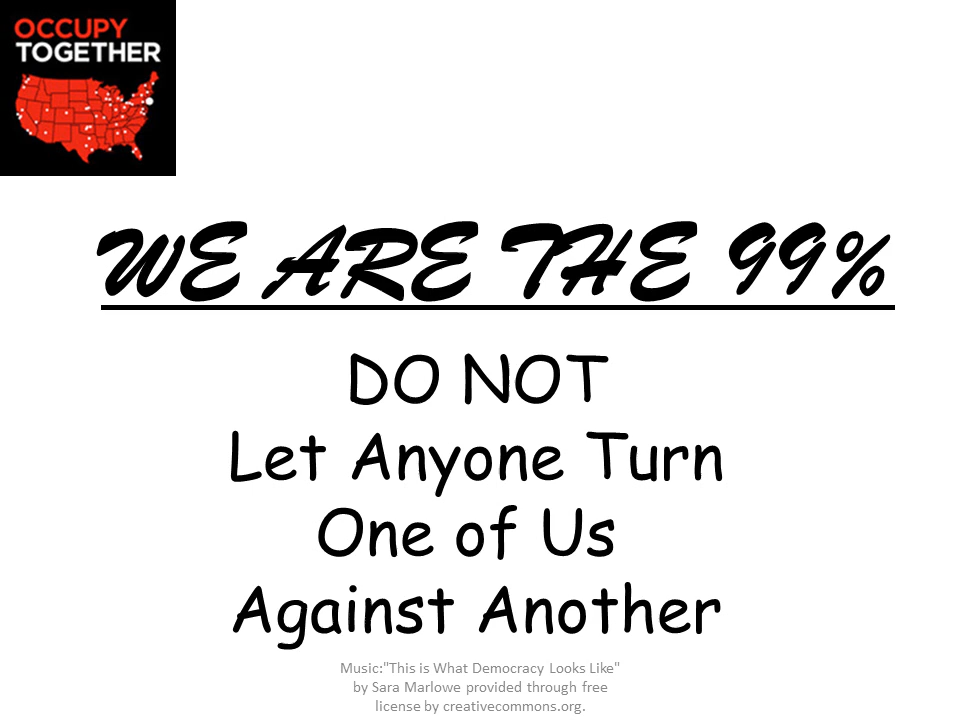 OCCUPY
TOGETHER
WE ARE THE 99%
DO NOT
Let Anyone Turn
One of Us
Against Another
Music:"This is What Democracy Looks Like"
by Sara Marlowe provided through free
license by creativecommons.org.